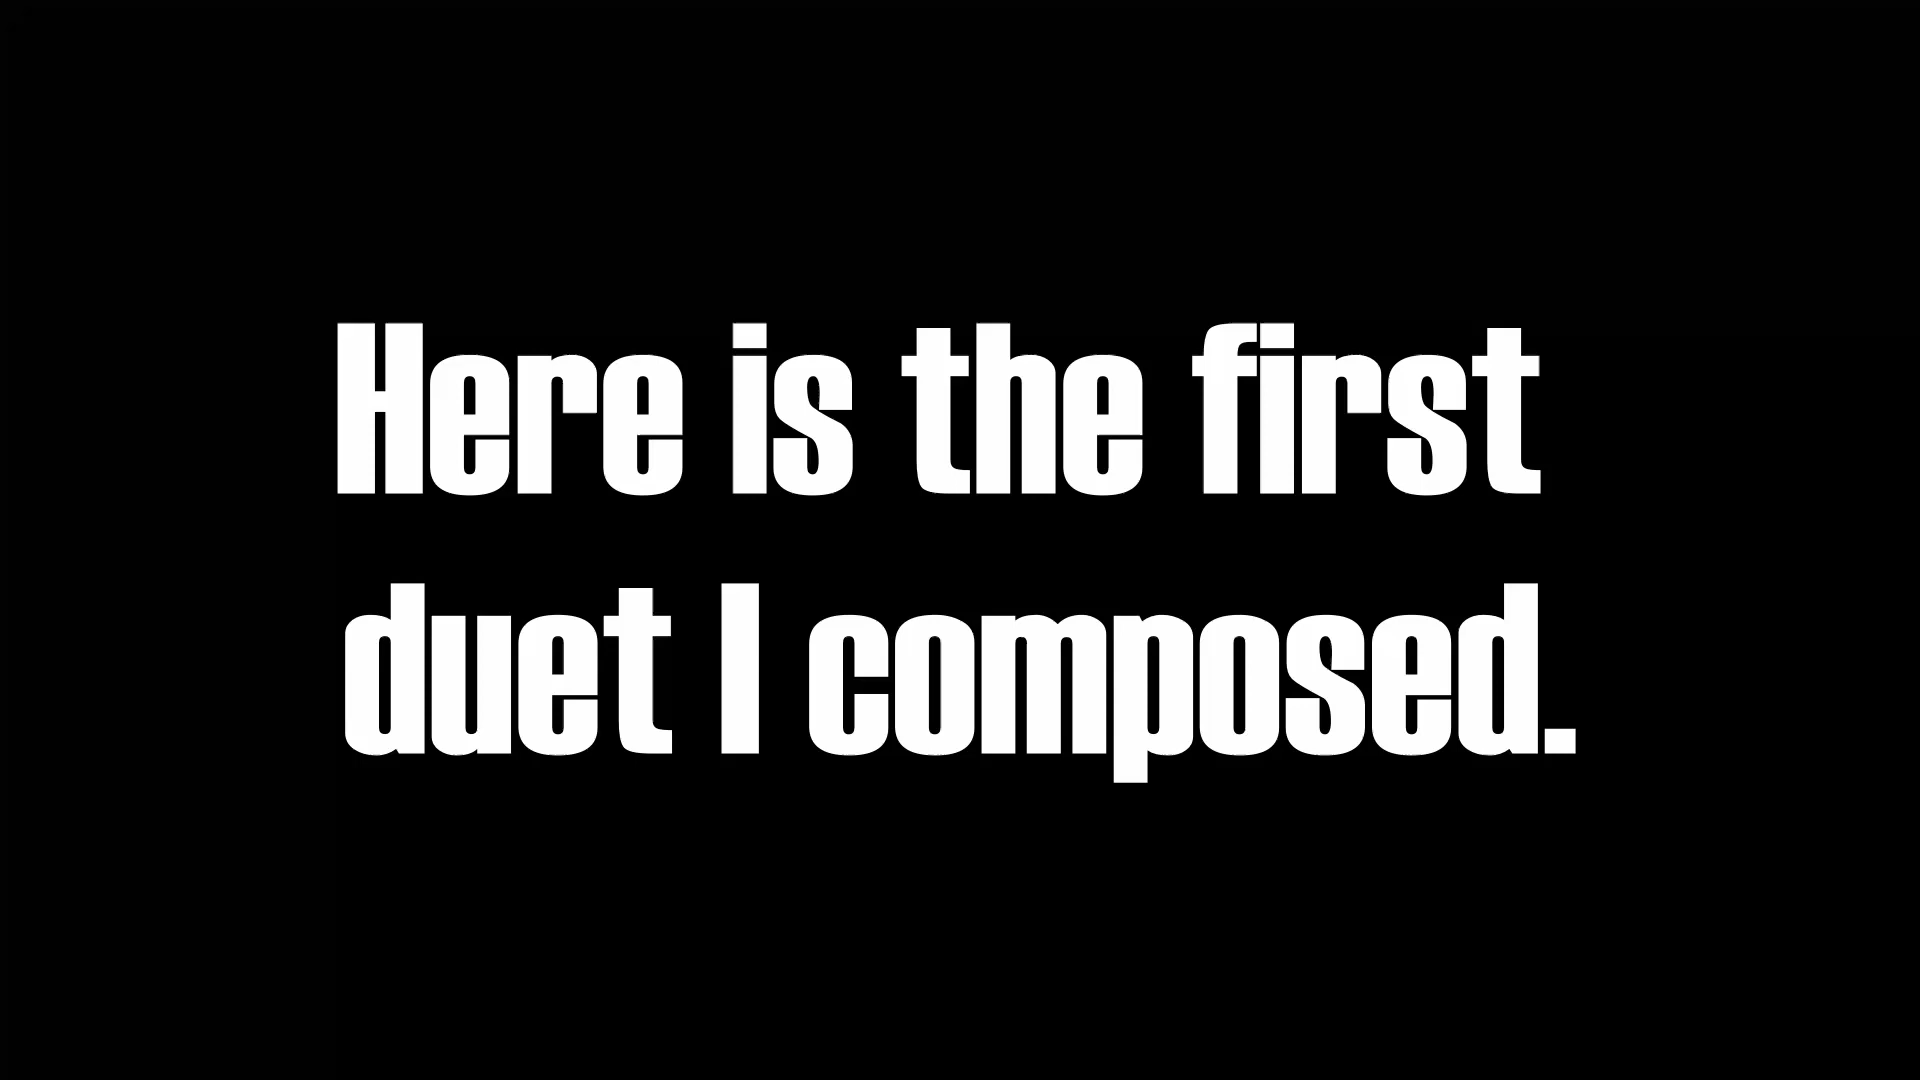 Here is the first
duet I composed.